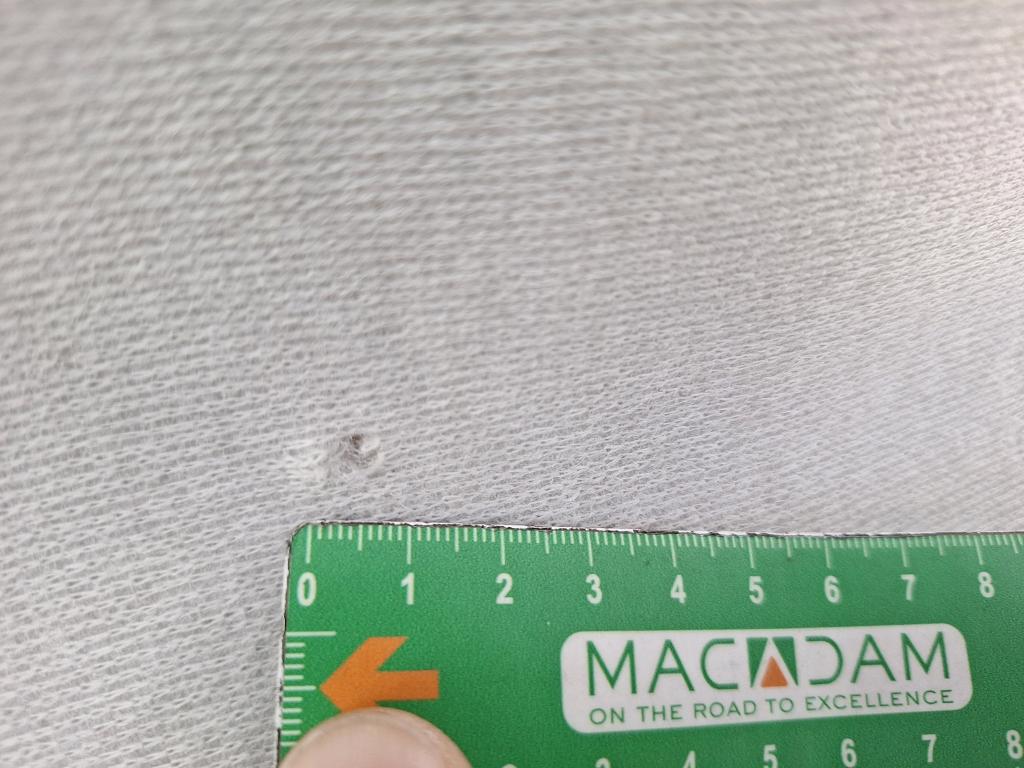 0 1 2 3 4 5 6 7 8
MACADAM
ON THE ROAD TO EXCELLENCE
4 5 6 7 8